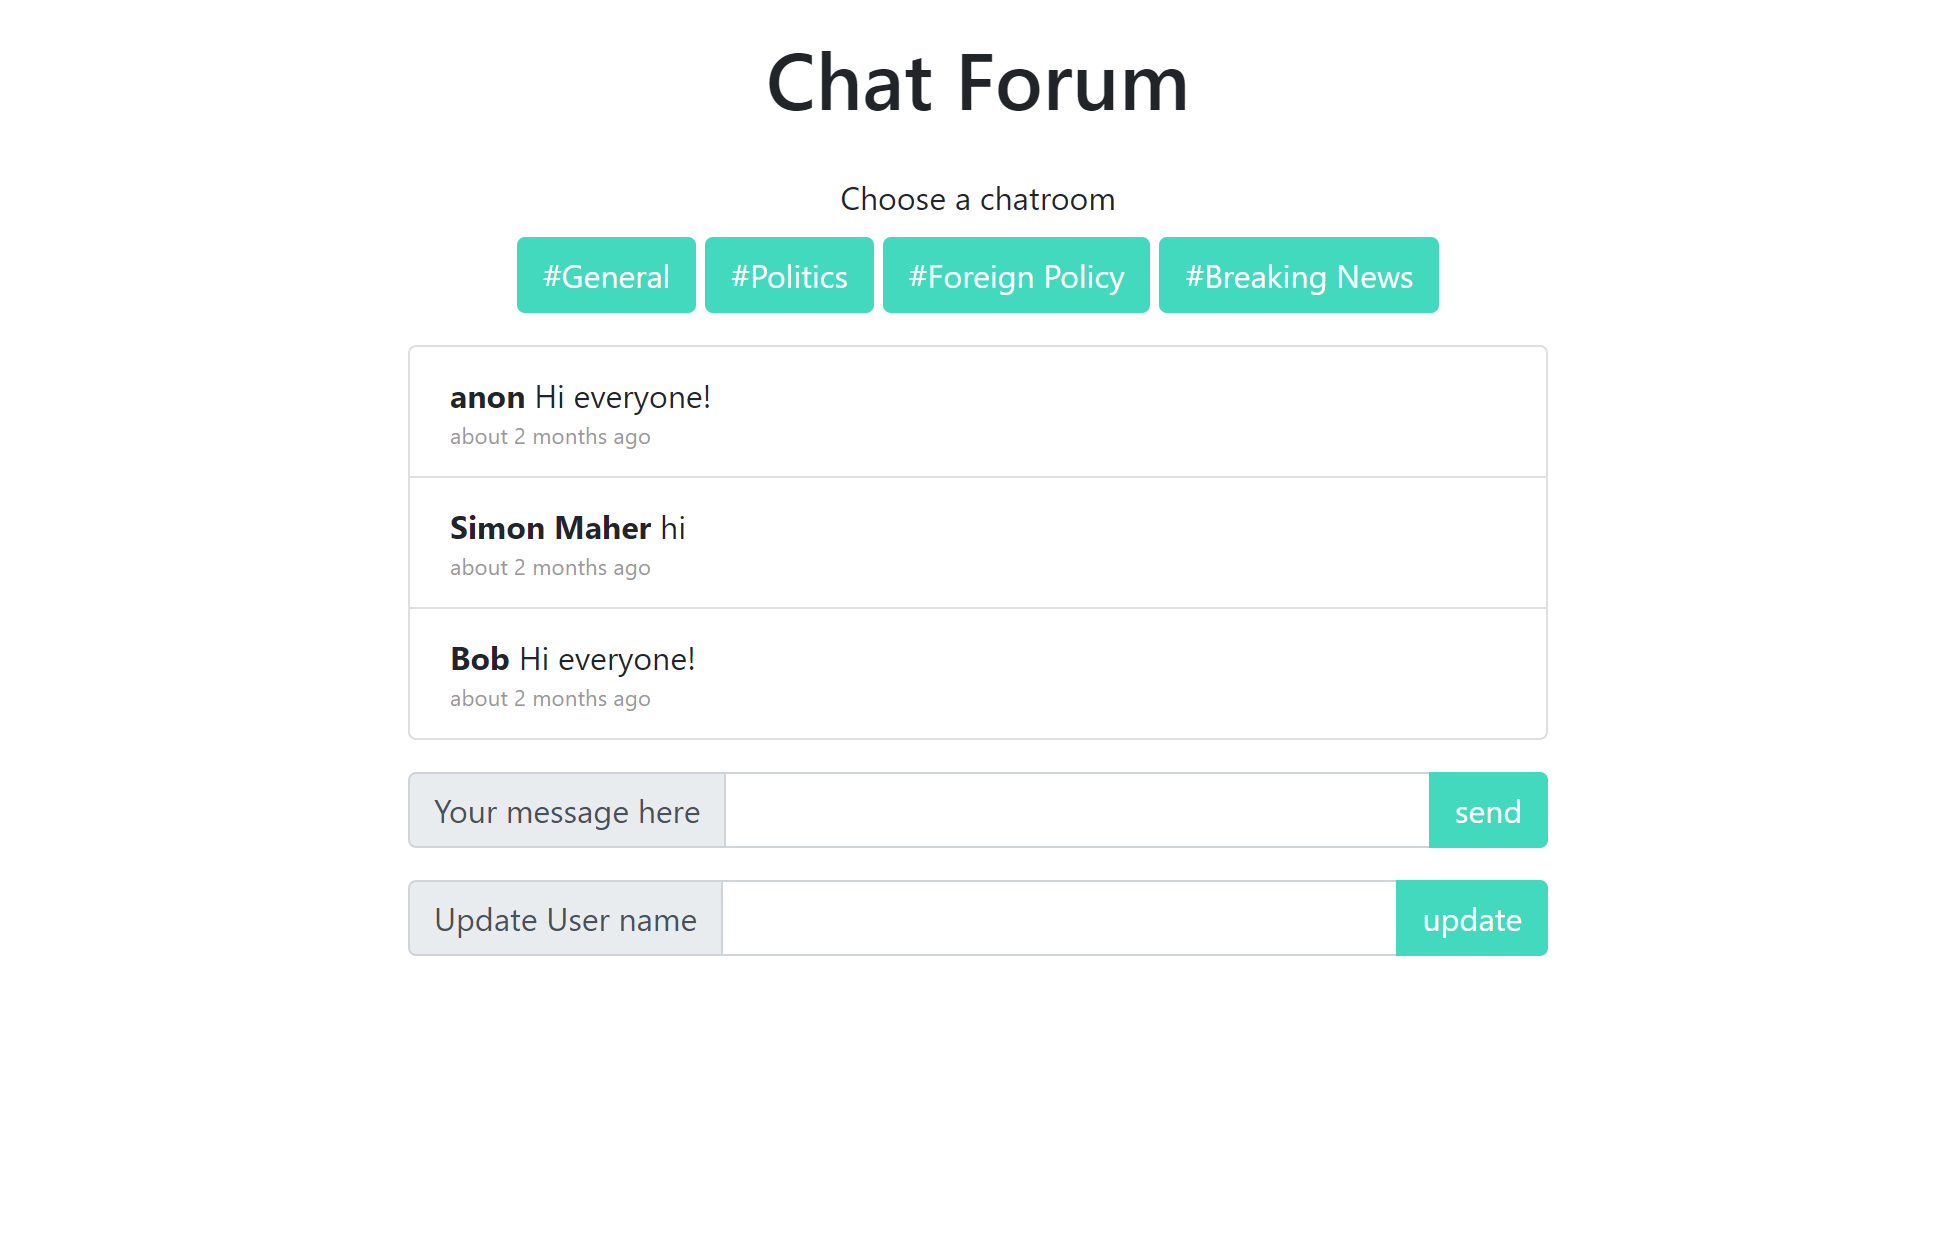 Chat Forum
Choose a chatroom
#General #Politics #Foreign Policy #Breaking News
anon Hi everyone!
about 2 months ago
Simon Maher hi
about 2 months ago
Bob Hi everyone!
about 2 months ago
Your message here send
Update User name update